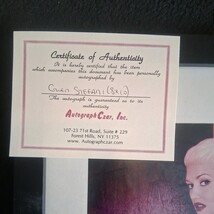 Certificate of Authenticity
It is hereby certified that the item
which accompanies this document has been personally
autographed by
Gwen Stefani (8x10)
The autograph is guaranteed as to its
authenticity.
AutographCzar, Inc.
107-23 71st Road, Suite # 229
Forest Hills, NY 11375
www.Autographczar.com